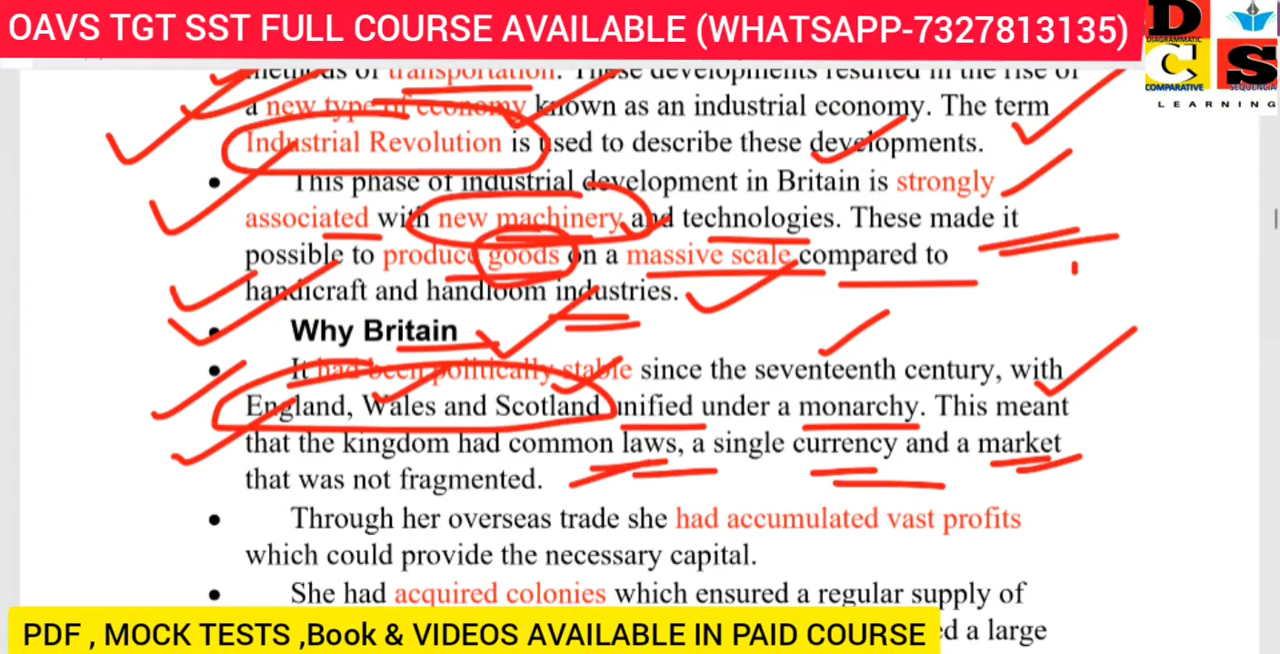 OAVS TGT SST FULL COURSE AVAILABLE (WHATSAPP-7327813135)
D
DIAGRAMMATIC
C S
COMPARATIVE SEQUENCIA
LEARNING
methods of transportation. These developments resulted in the rise of
a new type of economy known as an industrial economy. The term
Industrial Revolution is used to describe these developments.
• This phase of industrial development in Britain is strongly
associated with new machinery and technologies. These made it
possible to produce goods on a massive scale compared to
handicraft and handloom industries.
• Why Britain
• It had been politically stable since the seventeenth century, with
England, Wales and Scotland unified under a monarchy. This meant
that the kingdom had common laws, a single currency and a market
that was not fragmented.
• Through her overseas trade she had accumulated vast profits
which could provide the necessary capital.
• She had acquired colonies which ensured a regular supply of
d a large
PDF , MOCK TESTS ,Book & VIDEOS AVAILABLE IN PAID COURSE